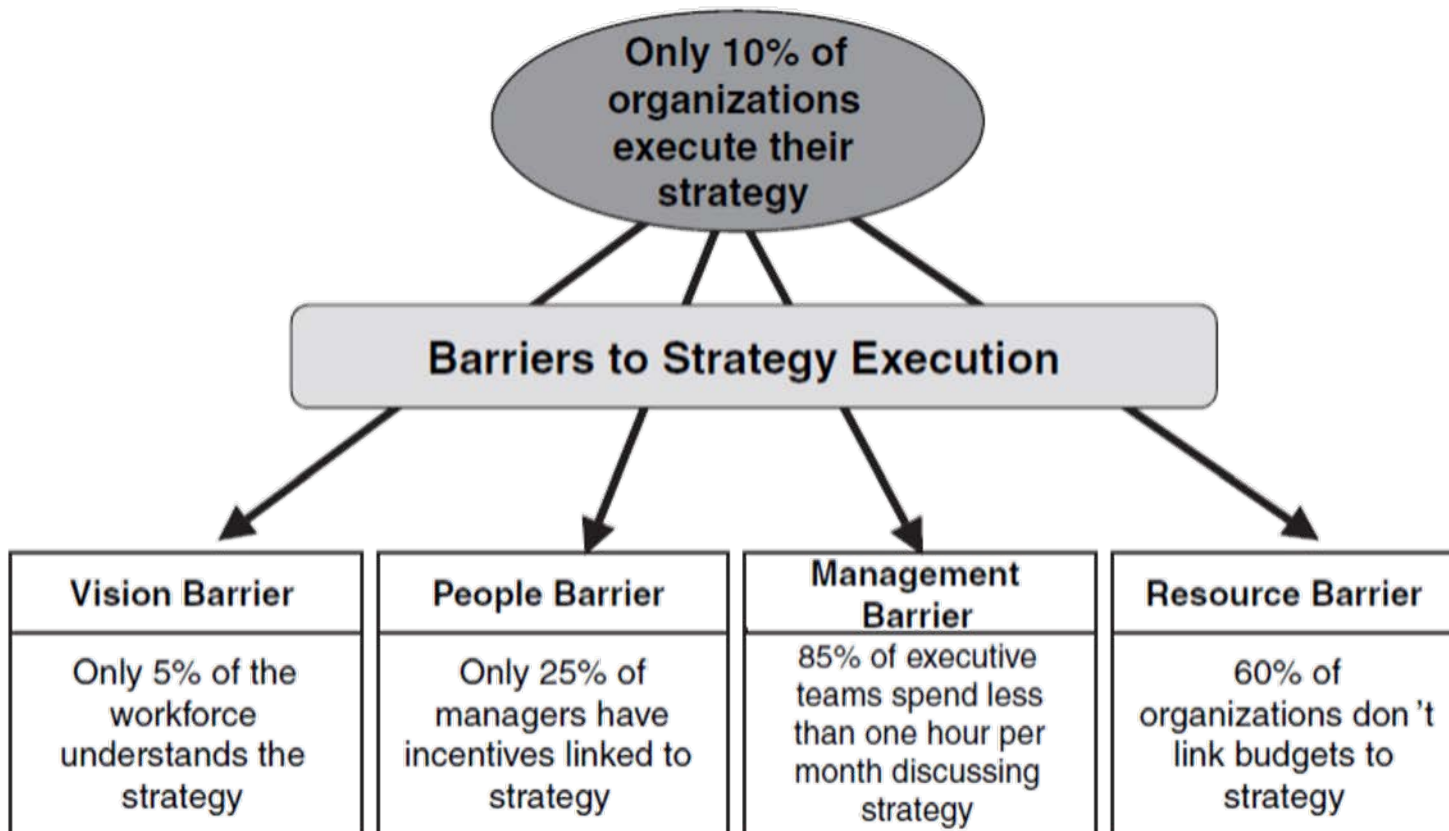 Only 10% of
organizations
execute their
strategy
Barriers to Strategy Execution
Vision Barrier
Only 5% of the
workforce
understands the
strategy
People Barrier
Only 25% of
managers have
incentives linked to
strategy
Management
Barrier
85% of executive
teams spend less
than one hour per
month discussing
strategy
Resource Barrier
60% of
organizations don't
link budgets to
strategy